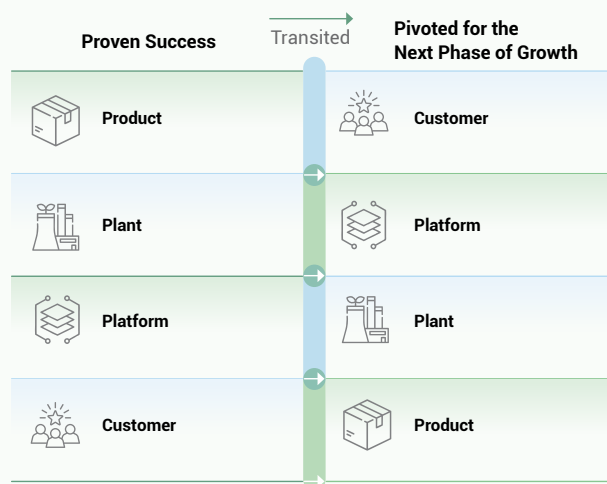 Proven Success
Transited
Pivoted for the
Next Phase of Growth
Product
Customer
Plant
Platform
Platform
Plant
Customer
Product